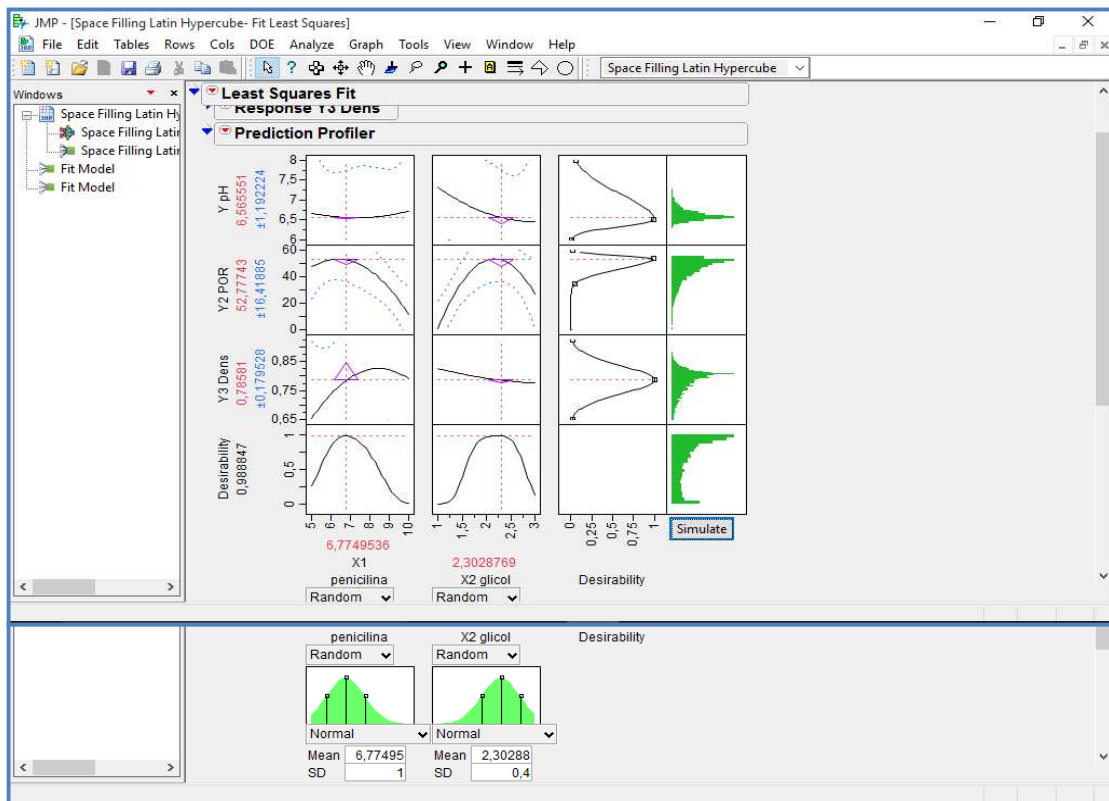 JMP - [Space Filling Latin Hypercube- Fit Least Squares]
File Edit Tables Rows Cols DOE Analyze Graph Tools View Window Help
Space Filling Latin Hypercube
Windows
Space Filling Latin Hy
Space Filling Latin
Space Filling Latin
Fit Model
Fit Model
Least Squares Fit
Response Y3 Dens
Prediction Profiler
Y pH
6,565551
±1,192224
8
7,5
7
6,5
6
Y2 POR
52,77743
±16,41885
60
40
20
0
Y3 Dens
0,78581
±0,179528
0,85
0,75
0,65
Desirability
0,988847
1
0,5
0
5 6 7 8 9 10
1 1,5 2 2,5 3
0 0,25 0,5 0,75 1
Simulate
6,7749536
X1
penicilina
2,3028769
X2 glicol
Desirability
Random Random
penicilina X2 glicol Desirability
Random Random
Normal Normal
Mean 6,77495 Mean 2,30288
SD 1 SD 0,4